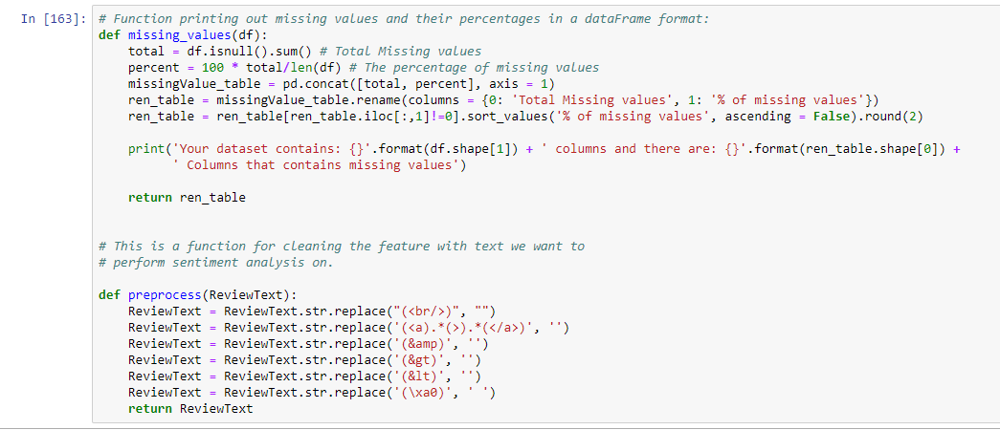 In [163]: # Function printing out missing values and their percentages in a dataFrame format:
def missing_values(df):
    total = df.isnull().sum() # Total Missing values
    percent = 100 * total/len(df) # The percentage of missing values
    missingValue_table = pd.concat([total, percent], axis = 1)
    ren_table = missingValue_table.rename(columns = {0: 'Total Missing values', 1: '% of missing values'})
    ren_table = ren_table[ren_table.iloc[:,1]!=0].sort_values('% of missing values', ascending = False).round(2)

    print('Your dataset contains: {}'.format(df.shape[1]) + ' columns and there are: {}'.format(ren_table.shape[0]) +
          ' Columns that contains missing values')

    return ren_table


# This is a function for cleaning the feature with text we want to
# perform sentiment analysis on.

def preprocess(ReviewText):
    ReviewText = ReviewText.str.replace("(<br/>)", "")
    ReviewText = ReviewText.str.replace('(<a).*(>).*(</a>)', '')
    ReviewText = ReviewText.str.replace('(&amp)', '')
    ReviewText = ReviewText.str.replace('(&gt)', '')
    ReviewText = ReviewText.str.replace('(&lt)', '')
    ReviewText = ReviewText.str.replace('(\xa0)', ' ')
    return ReviewText